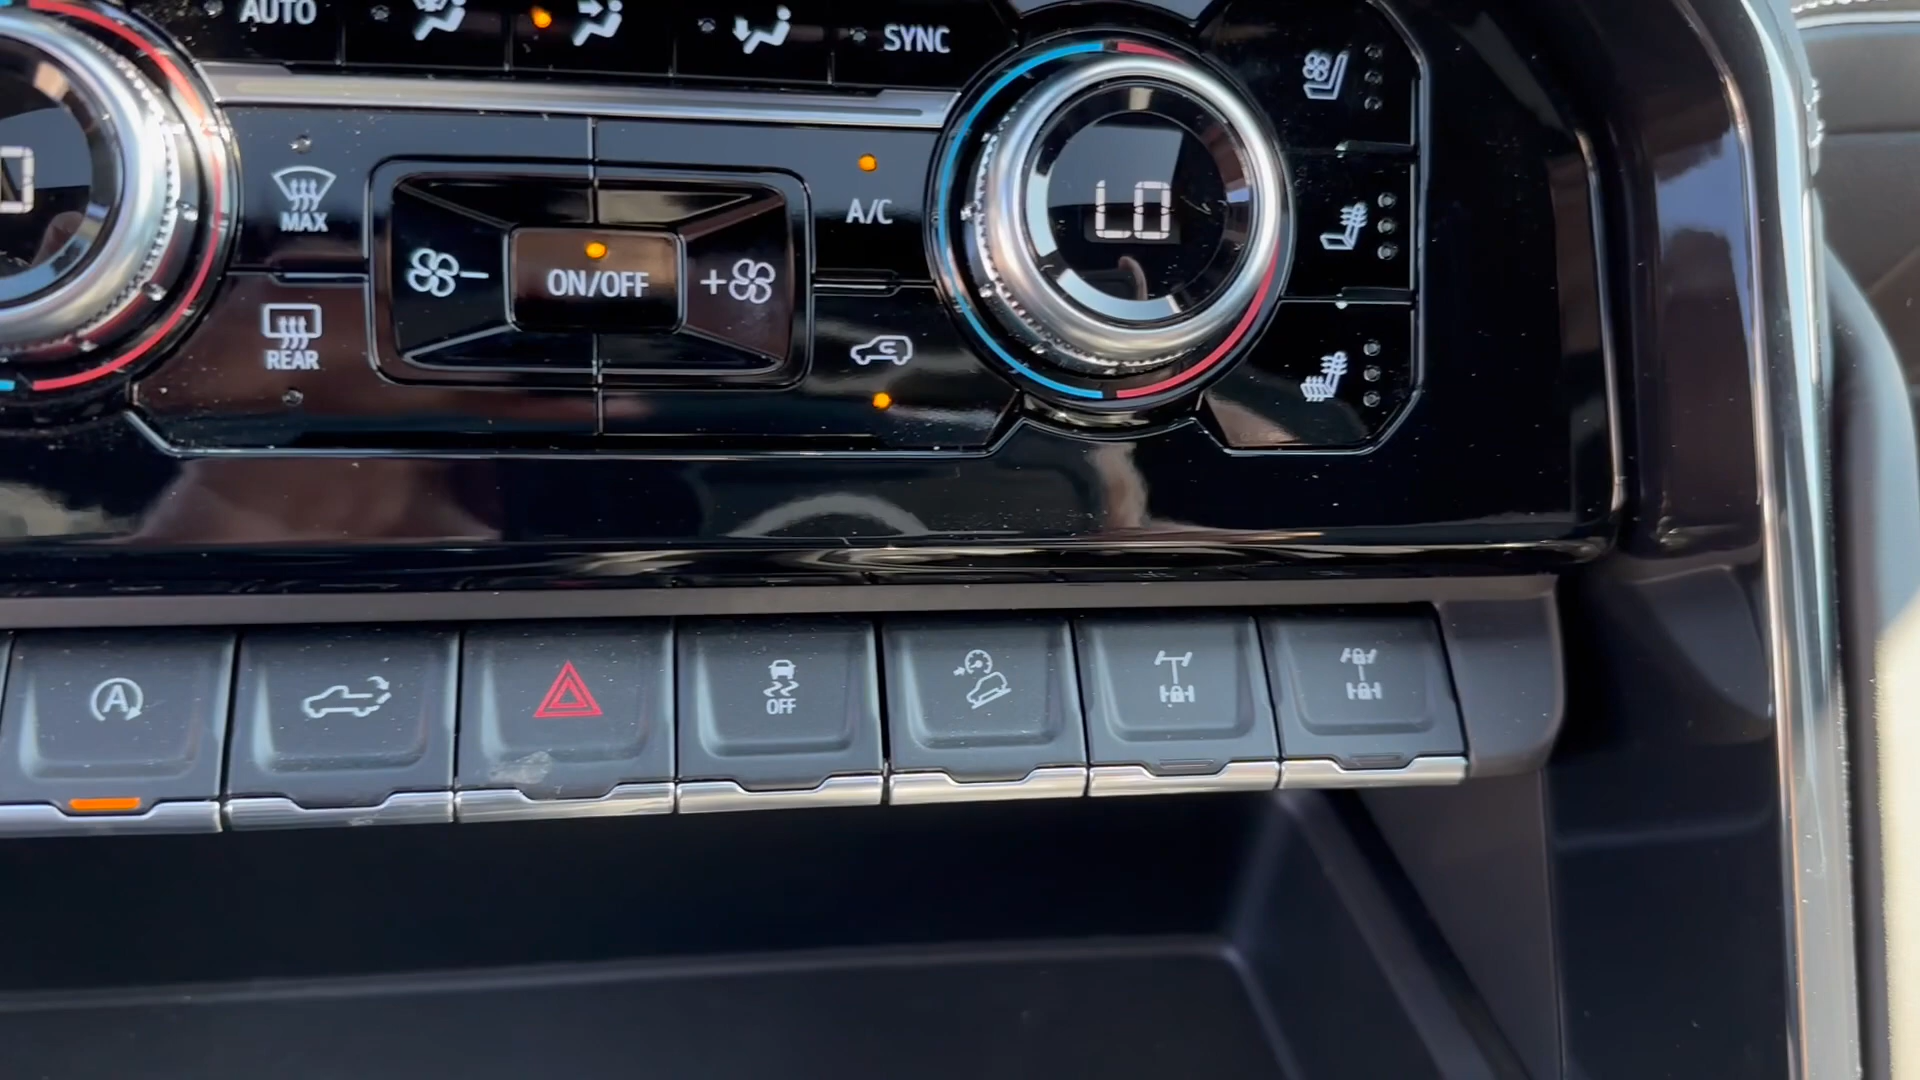 AUTO
SYNC
MAX
A/C
LO
ON/OFF
REAR
A
OFF